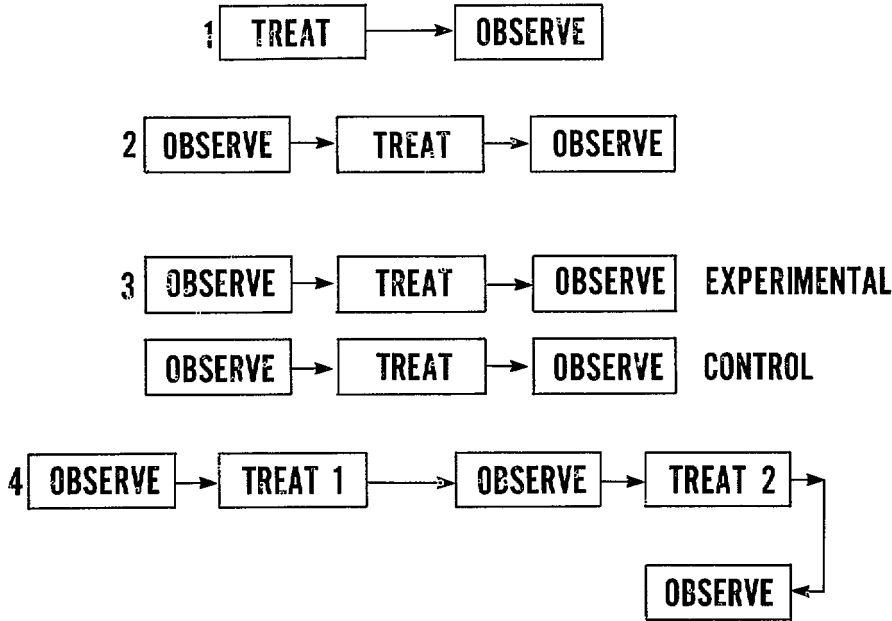 1 TREAT OBSERVE
2 OBSERVE TREAT OBSERVE
3 OBSERVE TREAT OBSERVE EXPERIMENTAL
OBSERVE TREAT OBSERVE CONTROL
4 OBSERVE TREAT 1 OBSERVE TREAT 2
OBSERVE